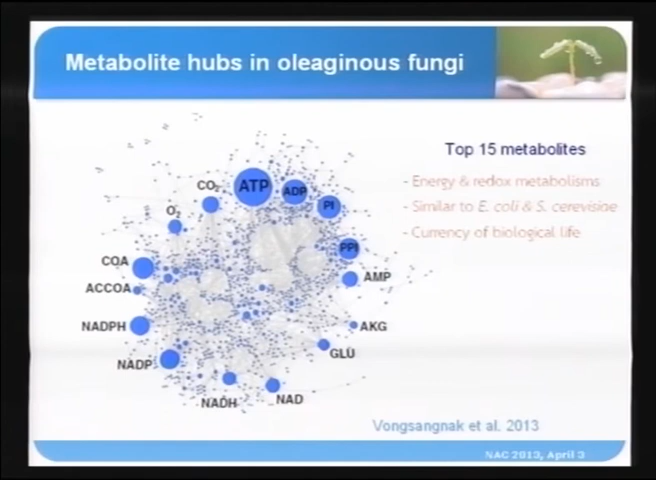 Metabolite hubs in oleaginous fungi
Top 15 metabolites
- Energy & redox metabolisms
- Similar to E. coli & S. cerevisiae
- Currency of biological life
CO2
ATP
ADP
PI
O2
PPI
COA
AMP
ACCOA
NADPH
AKG
GLU
NADP
NADH
NAD
Vongsangnak et al. 2013
NAC 2013, April 3